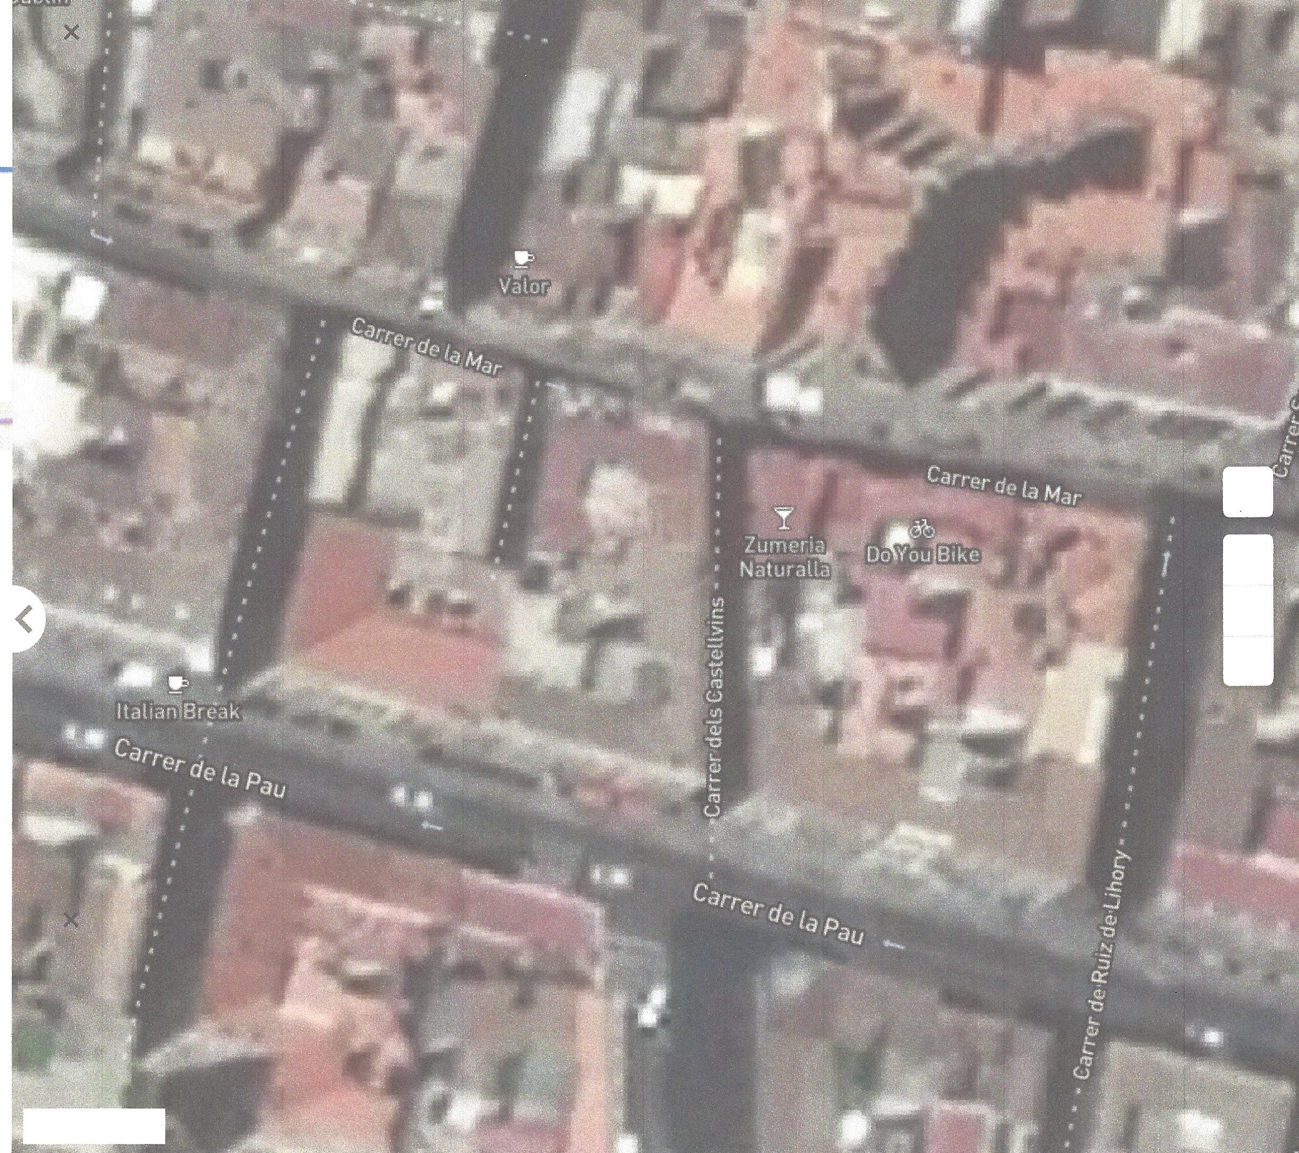 Valor
Carrer de la Mar
Carrer de la Mar
Zumeria
Naturalla
Do You Bike
Carrer dels Castellvins
Italian Break
Carrer de la Pau
Carrer de la Pau
Carrer de Ruiz de Lihory
Carrer